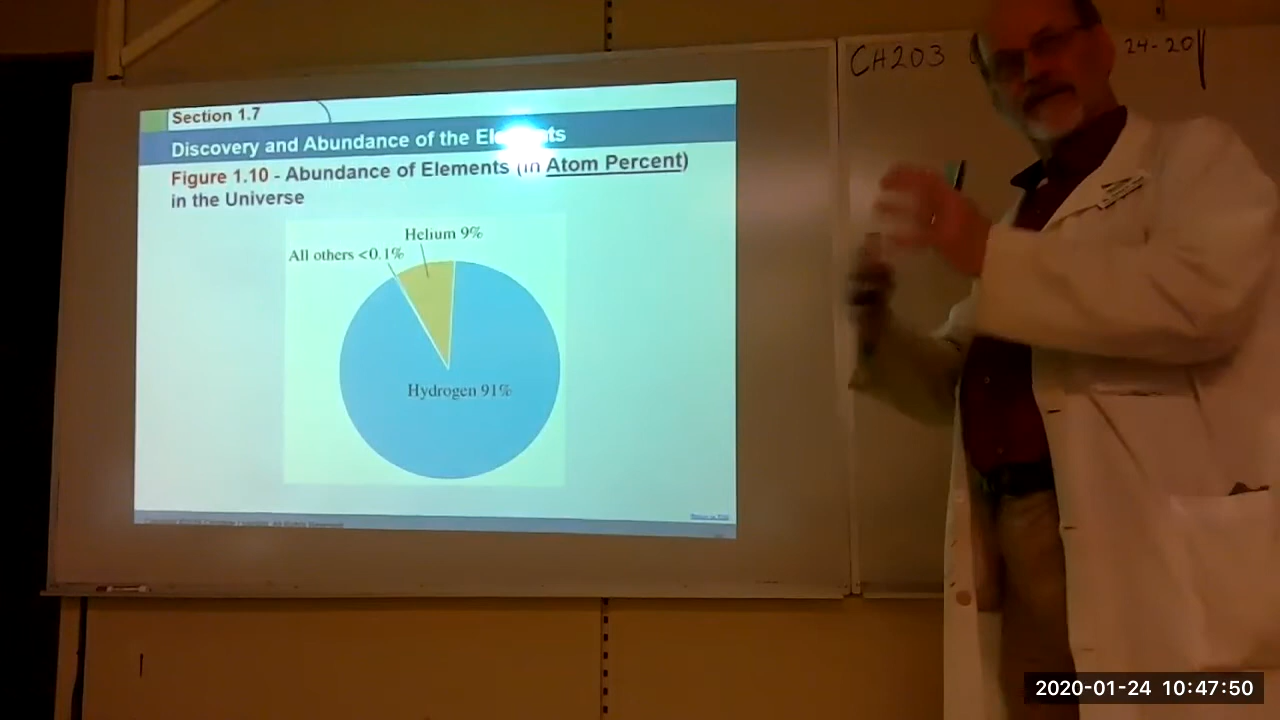 Section 1.7
Discovery and Abundance of the Elements
Figure 1.10 - Abundance of Elements (in Atom Percent)
in the Universe
Helium 9%
All others <0.1%
Hydrogen 91%
CH203
24-20
2020-01-24 10:47:50